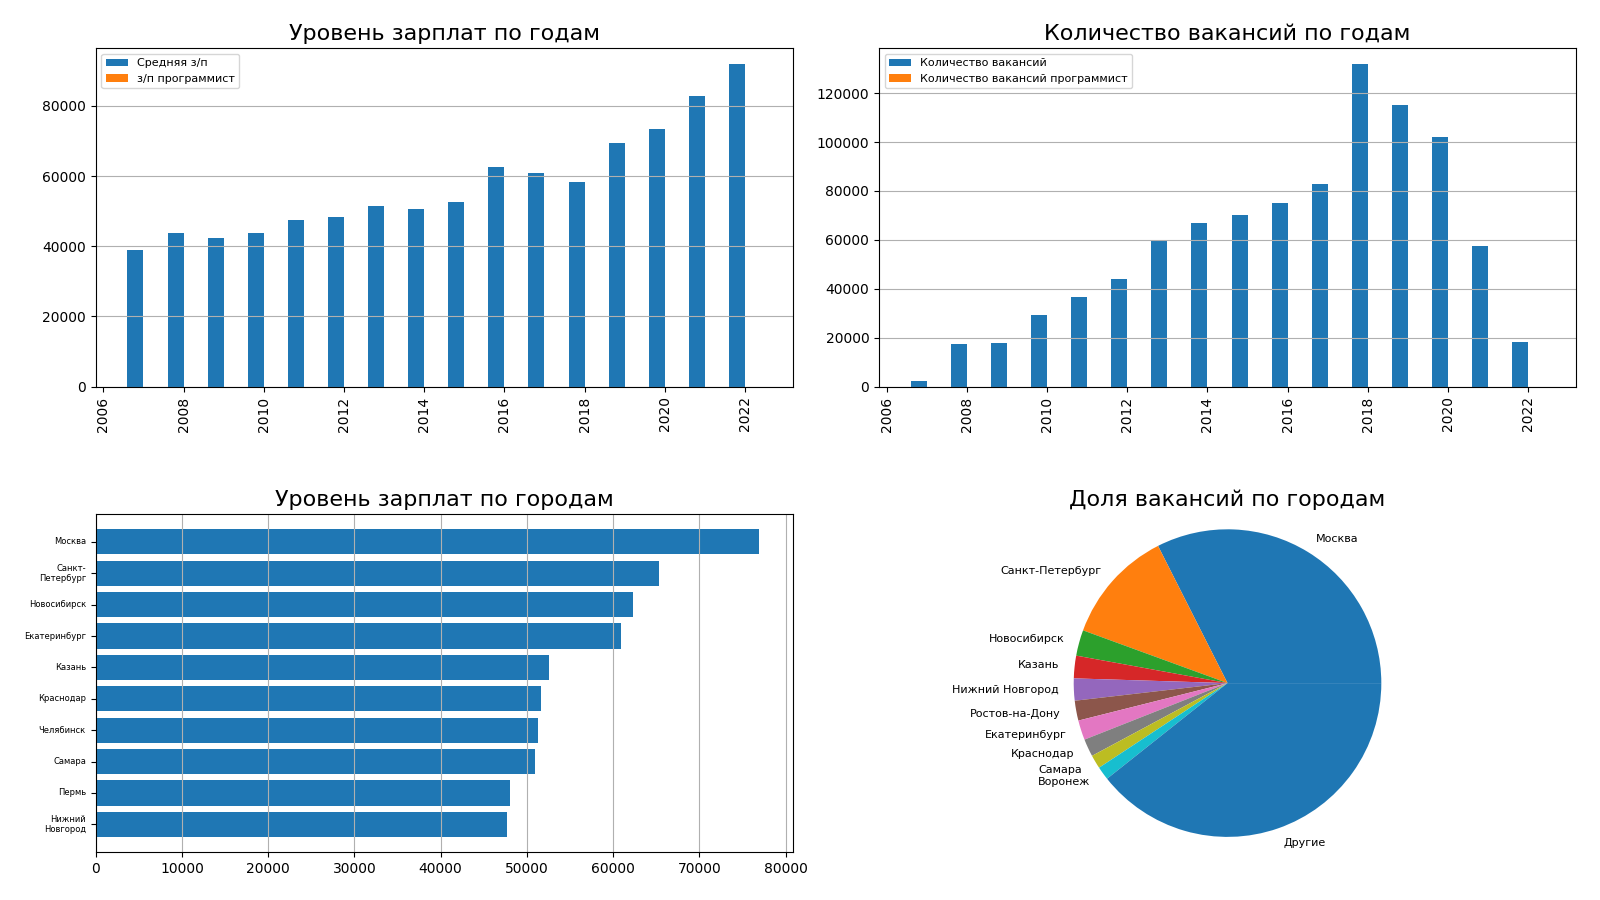 Уровень зарплат по годам
Средняя з/п
з/п программист
80000
60000
40000
20000
0
2006
2008
2010
2012
2014
2016
2018
2020
2022
Количество вакансий по годам
Количество вакансий
Количество вакансий программист
120000
100000
80000
60000
40000
20000
0
2006
2008
2010
2012
2014
2016
2018
2020
2022
Уровень зарплат по городам
Москва
Санкт-
Петербург
Новосибирск
Екатеринбург
Казань
Краснодар
Челябинск
Самара
Пермь
Нижний
Новгород
0
10000
20000
30000
40000
50000
60000
70000
80000
Доля вакансий по городам
Москва
Санкт-Петербург
Новосибирск
Казань
Нижний Новгород
Ростов-на-Дону
Екатеринбург
Краснодар
Самара
Воронеж
Другие